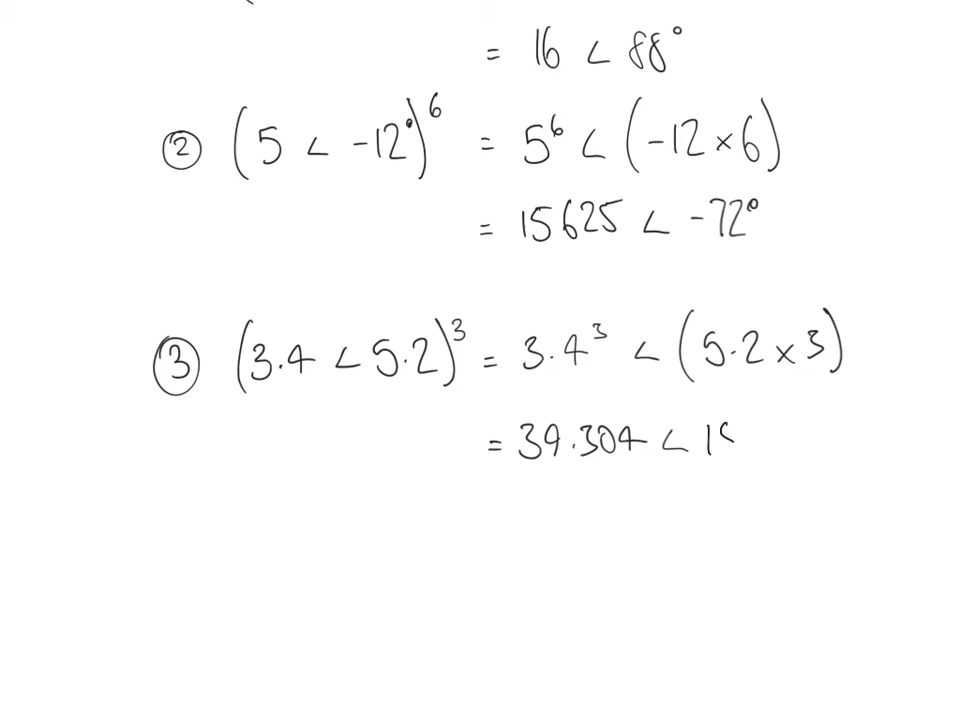 = 16 < 88°
② (5 < -12°)⁶ = 5⁶ < (-12 × 6)
= 15625 < -72°
③ (3.4 < 5.2)³ = 3.4³ < (5.2 × 3)
= 39.304 < 1